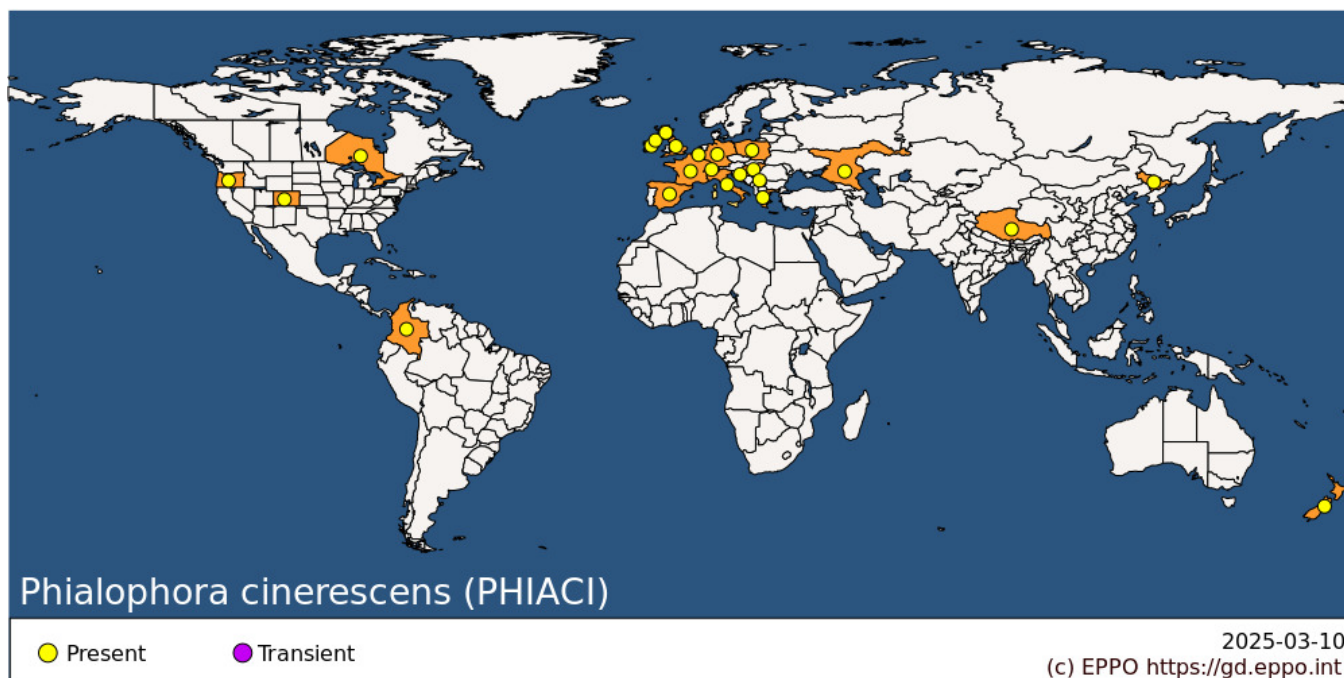 Phialophora cinerescens (PHIACI)
Present
Transient
2025-03-10
(c) EPPO https://gd.eppo.int